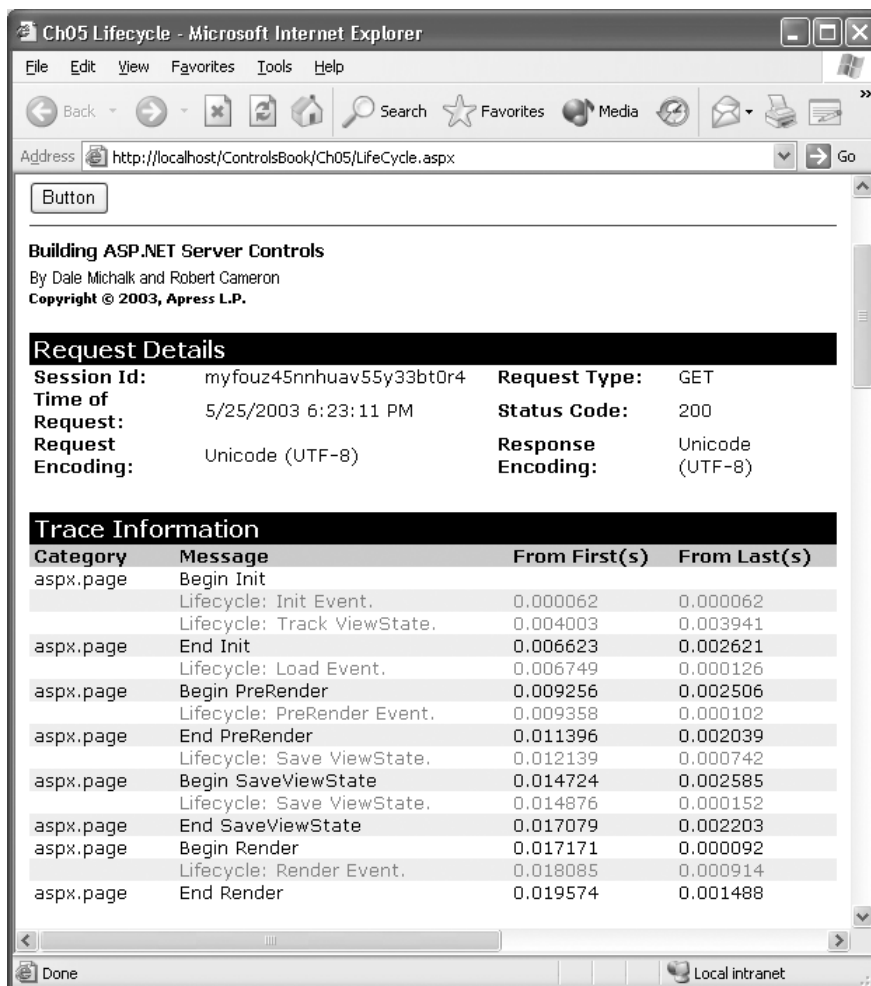 Ch05 Lifecycle - Microsoft Internet Explorer
File Edit View Favorites Tools Help
Back Search Favorites Media »
Address http://localhost/ControlsBook/Ch05/LifeCycle.aspx Go
Button
Building ASP.NET Server Controls
By Dale Michalk and Robert Cameron
Copyright © 2003, Apress L.P.
Request Details
Session Id: myfouz45nnhuav55y33bt0r4 Request Type: GET
Time of Request: 5/25/2003 6:23:11 PM Status Code: 200
Request Encoding: Unicode (UTF-8) Response Encoding: Unicode (UTF-8)
Trace Information
Category Message From First(s) From Last(s)
aspx.page Begin Init
Lifecycle: Init Event. 0.000062 0.000062
Lifecycle: Track ViewState. 0.004003 0.003941
aspx.page End Init 0.006623 0.002621
Lifecycle: Load Event. 0.006749 0.000126
aspx.page Begin PreRender 0.009256 0.002506
Lifecycle: PreRender Event. 0.009358 0.000102
aspx.page End PreRender 0.011396 0.002039
Lifecycle: Save ViewState. 0.012139 0.000742
aspx.page Begin SaveViewState 0.014724 0.002585
Lifecycle: Save ViewState. 0.014876 0.000152
aspx.page End SaveViewState 0.017079 0.002203
aspx.page Begin Render 0.017171 0.000092
Lifecycle: Render Event. 0.018085 0.000914
aspx.page End Render 0.019574 0.001488
Done Local intranet